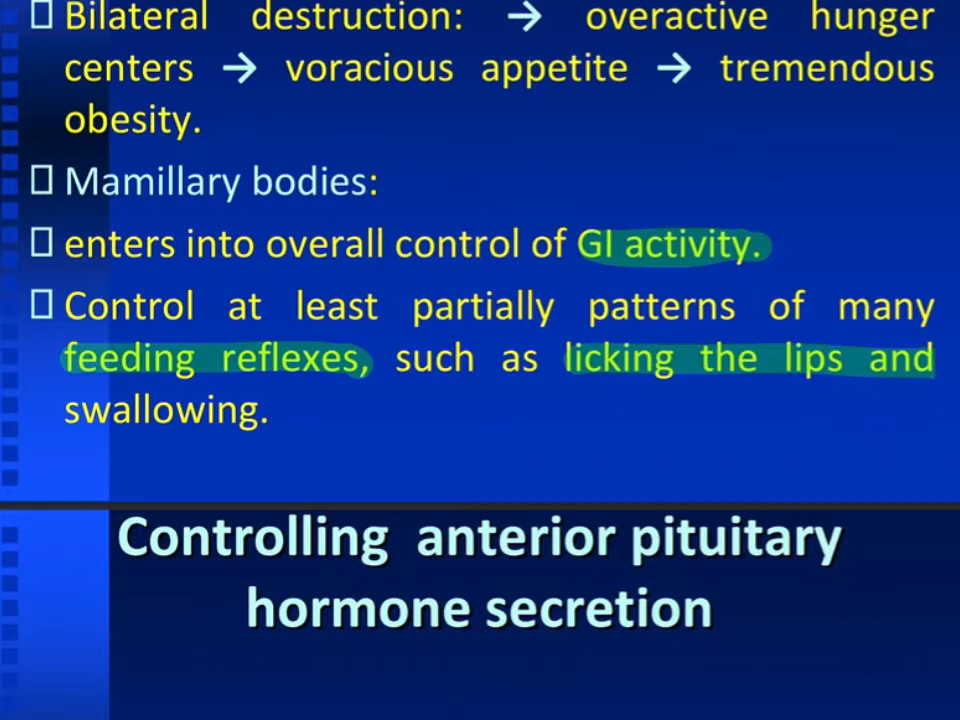 Bilateral destruction: → overactive hunger
centers → voracious appetite → tremendous
obesity.
Mamillary bodies:
enters into overall control of GI activity.
Control at least partially patterns of many
feeding reflexes, such as licking the lips and
swallowing.
Controlling anterior pituitary
hormone secretion